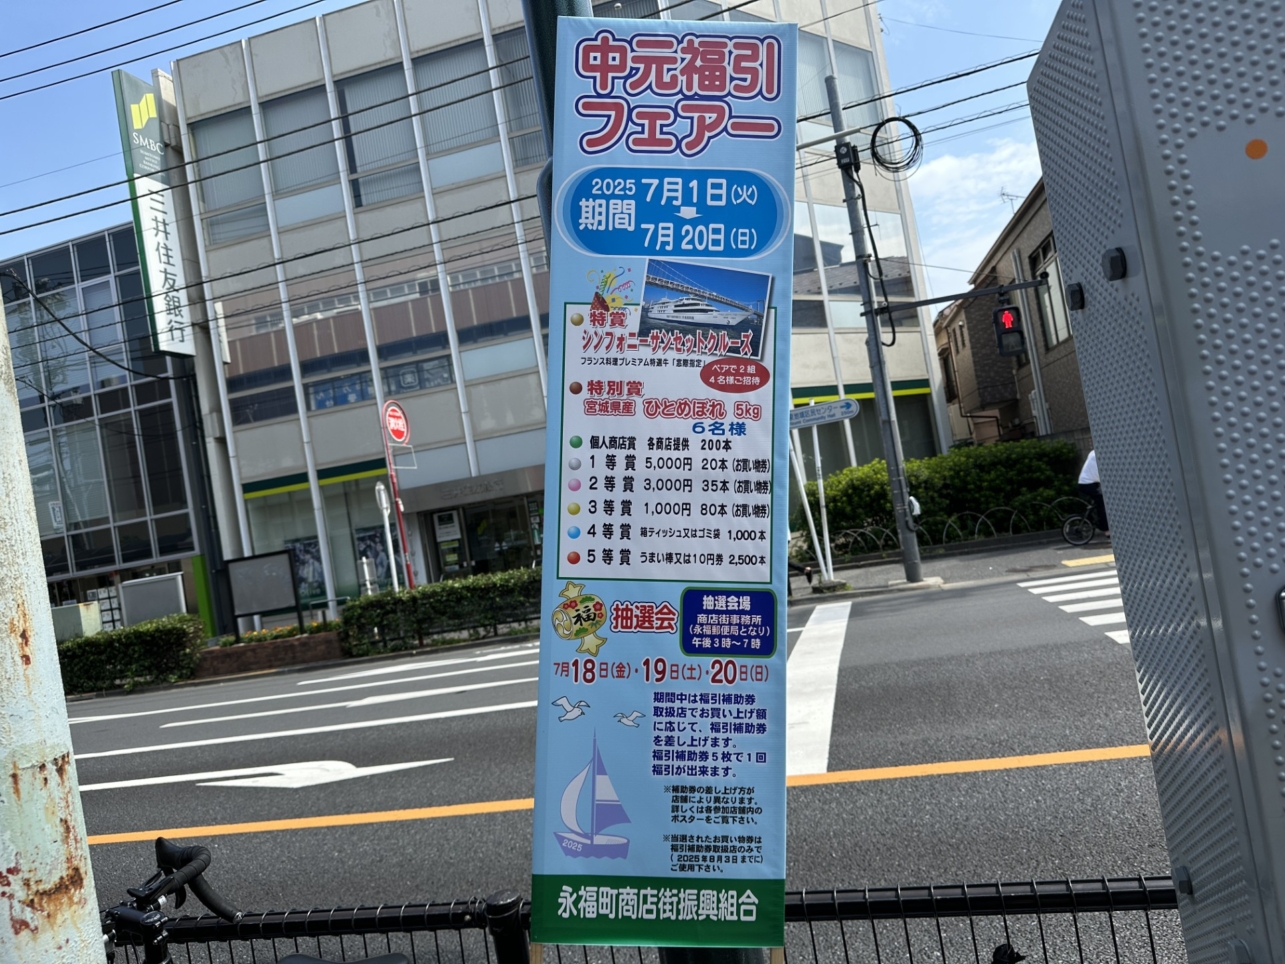 中元福引
フェアー
2025 7月1日(火)
期間
7月20日(日)
特賞
シンフォニーサンセットクルーズ
フランス料理プレミアム特選牛「窓際指定」
ペアで2組
4名様ご招待
特別賞
宮城県産 ひとめぼれ 5kg
6名様
個人商店賞 各商店提供 200本
1等賞 5,000円 20本(お買い物券)
2等賞 3,000円 35本(お買い物券)
3等賞 1,000円 80本(お買い物券)
4等賞 箱ティッシュ又はゴミ袋 1,000本
5等賞 うまい棒又は10円券 2,500本
福
抽選会
抽選会場
商店街事務所
(永福郵便局となり)
午後3時〜7時
7月18日(金)・19日(土)・20日(日)
期間中は福引補助券
取扱店でお買い上げ額
に応じて、福引補助券
を差し上げます。
福引補助券5枚で1回
福引が出来ます。
※補助券の差し上げ方が
店舗により異なります。
詳しくは各参加店舗内の
ポスターをご覧下さい。
※当選されたお買い物券は
福引補助券取扱店のみで
(2025年8月3日までに)
ご使用下さい。
2025
永福町商店街振興組合
SMBC
三井住友銀行